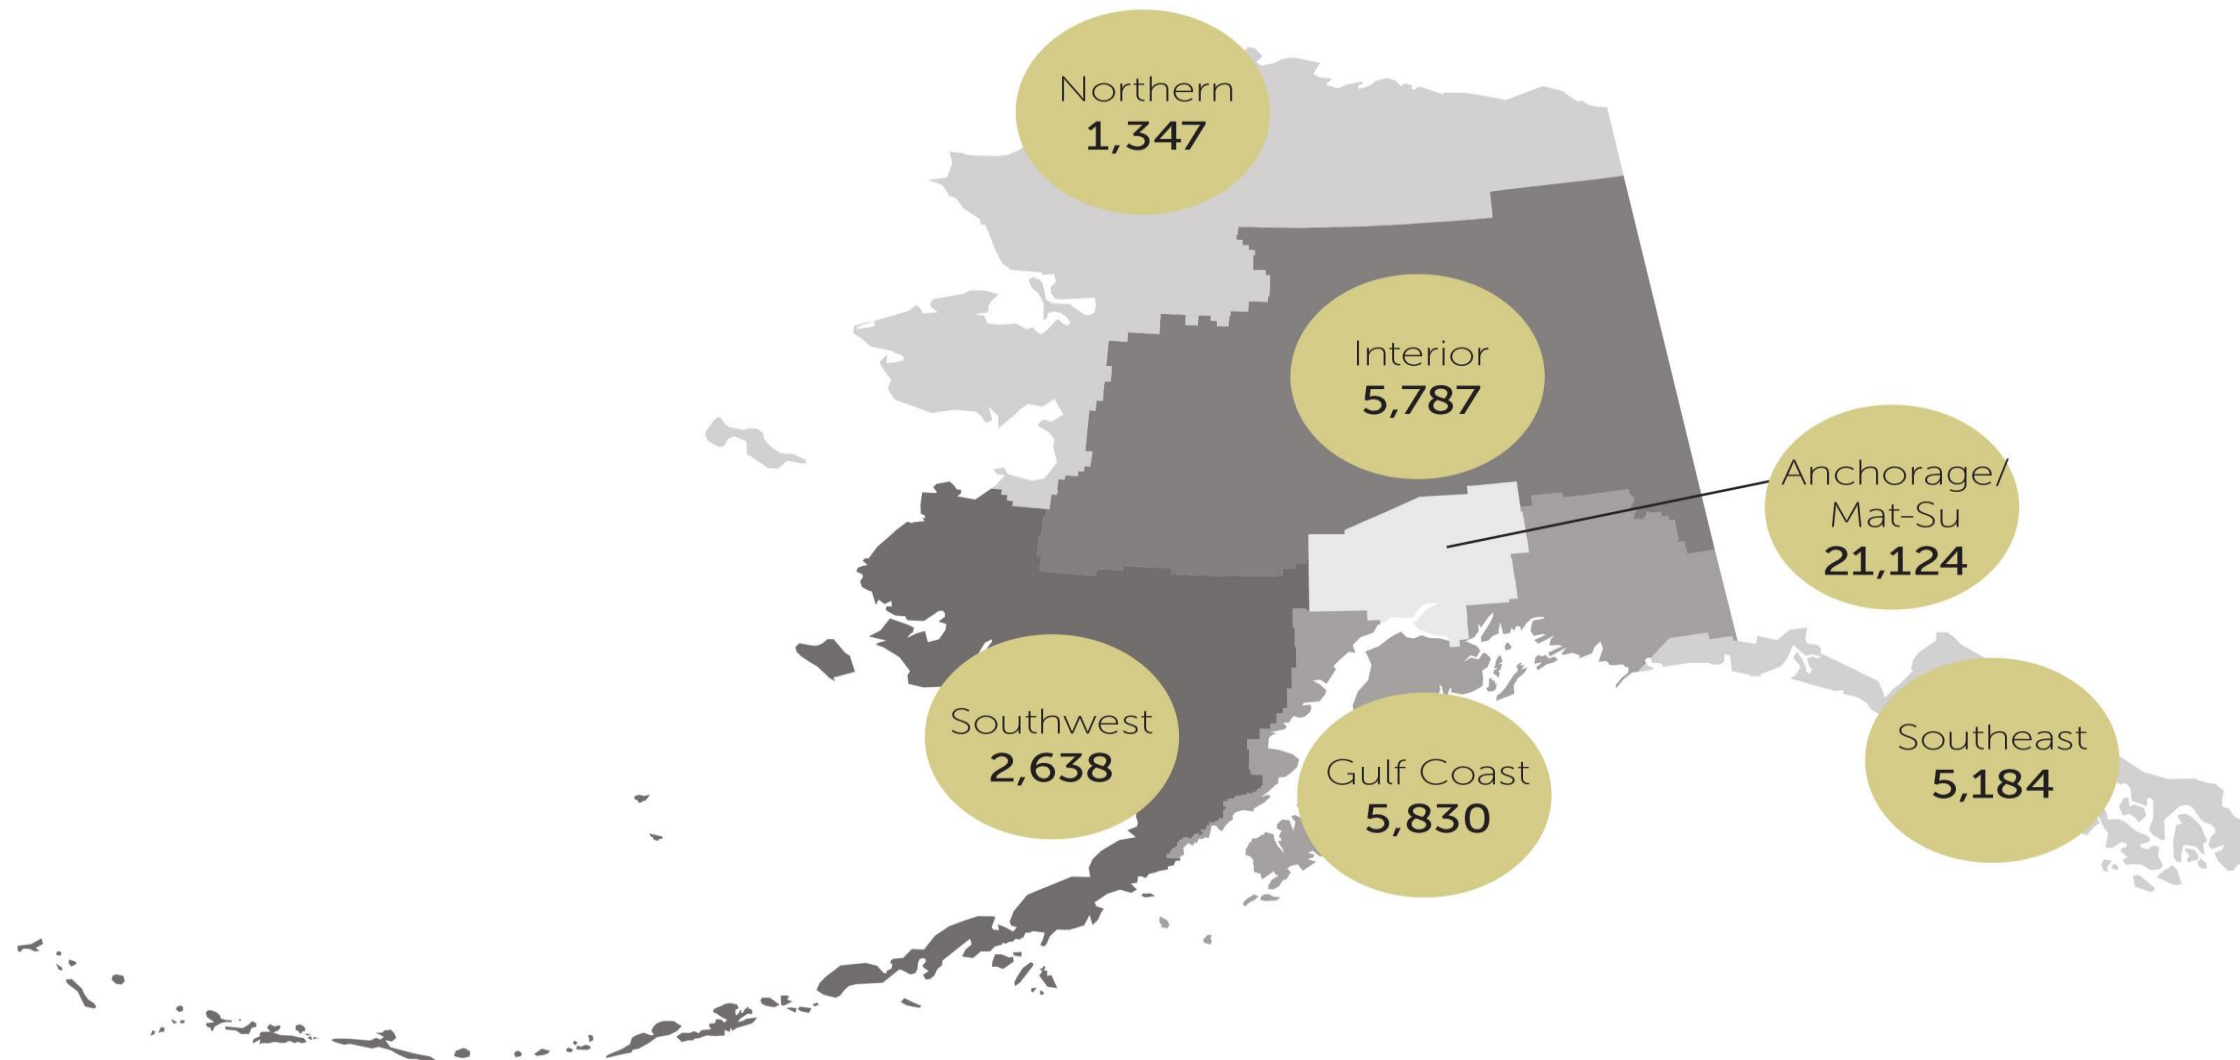 Northern
1,347
Interior
5,787
Anchorage/
Mat-Su
21,124
Southwest
2,638
Gulf Coast
5,830
Southeast
5,184